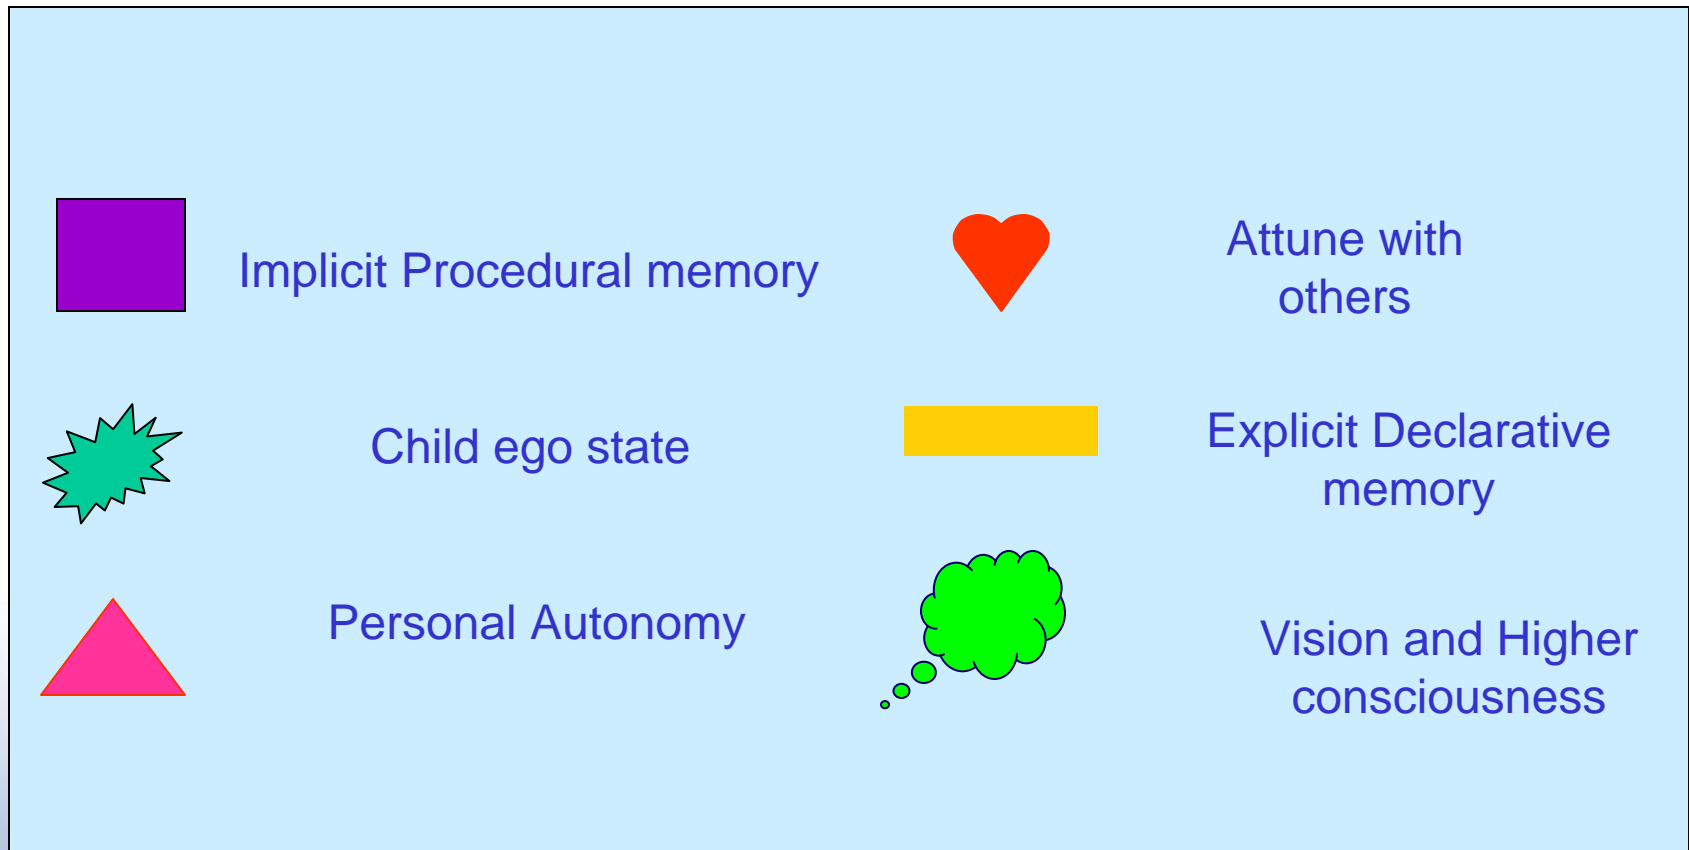 Implicit Procedural memory
Child ego state
Personal Autonomy
Attune with
others
Explicit Declarative
memory
Vision and Higher
consciousness